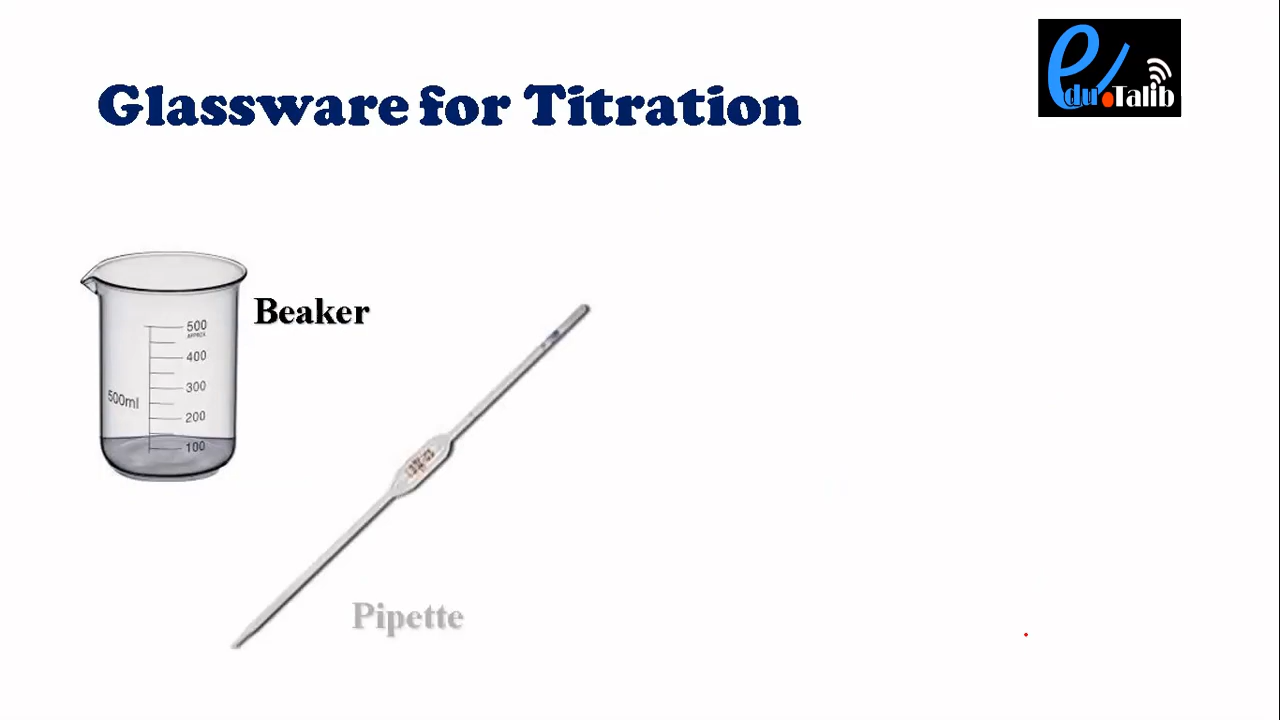 edu.Talib
Glassware for Titration
Beaker
500
APPROX
400
300
500ml
200
100
Pipette